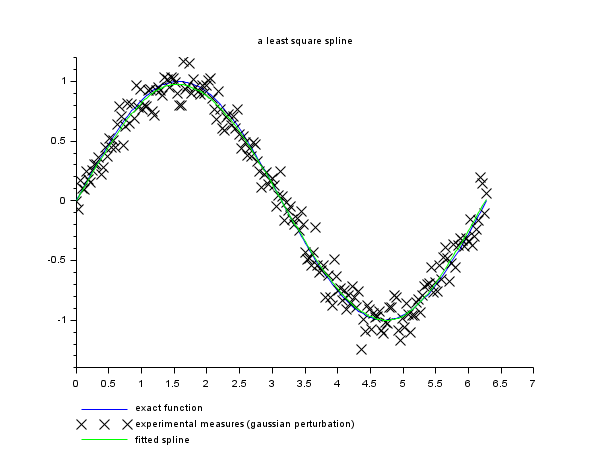 a least square spline
1
0.5
0
-0.5
-1
0 0.5 1 1.5 2 2.5 3 3.5 4 4.5 5 5.5 6 6.5 7
exact function
experimental measures (gaussian perturbation)
fitted spline